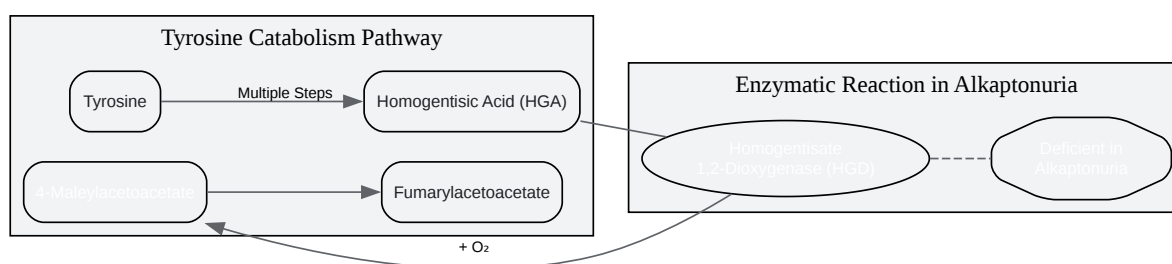 Tyrosine Catabolism Pathway
Tyrosine
Multiple Steps
Homogentisic Acid (HGA)
4-Maleylacetoacetate
Fumarylacetoacetate
+ O₂
Enzymatic Reaction in Alkaptonuria
Homogentisate
1,2-Dioxygenase (HGD)
Deficient in
Alkaptonuria